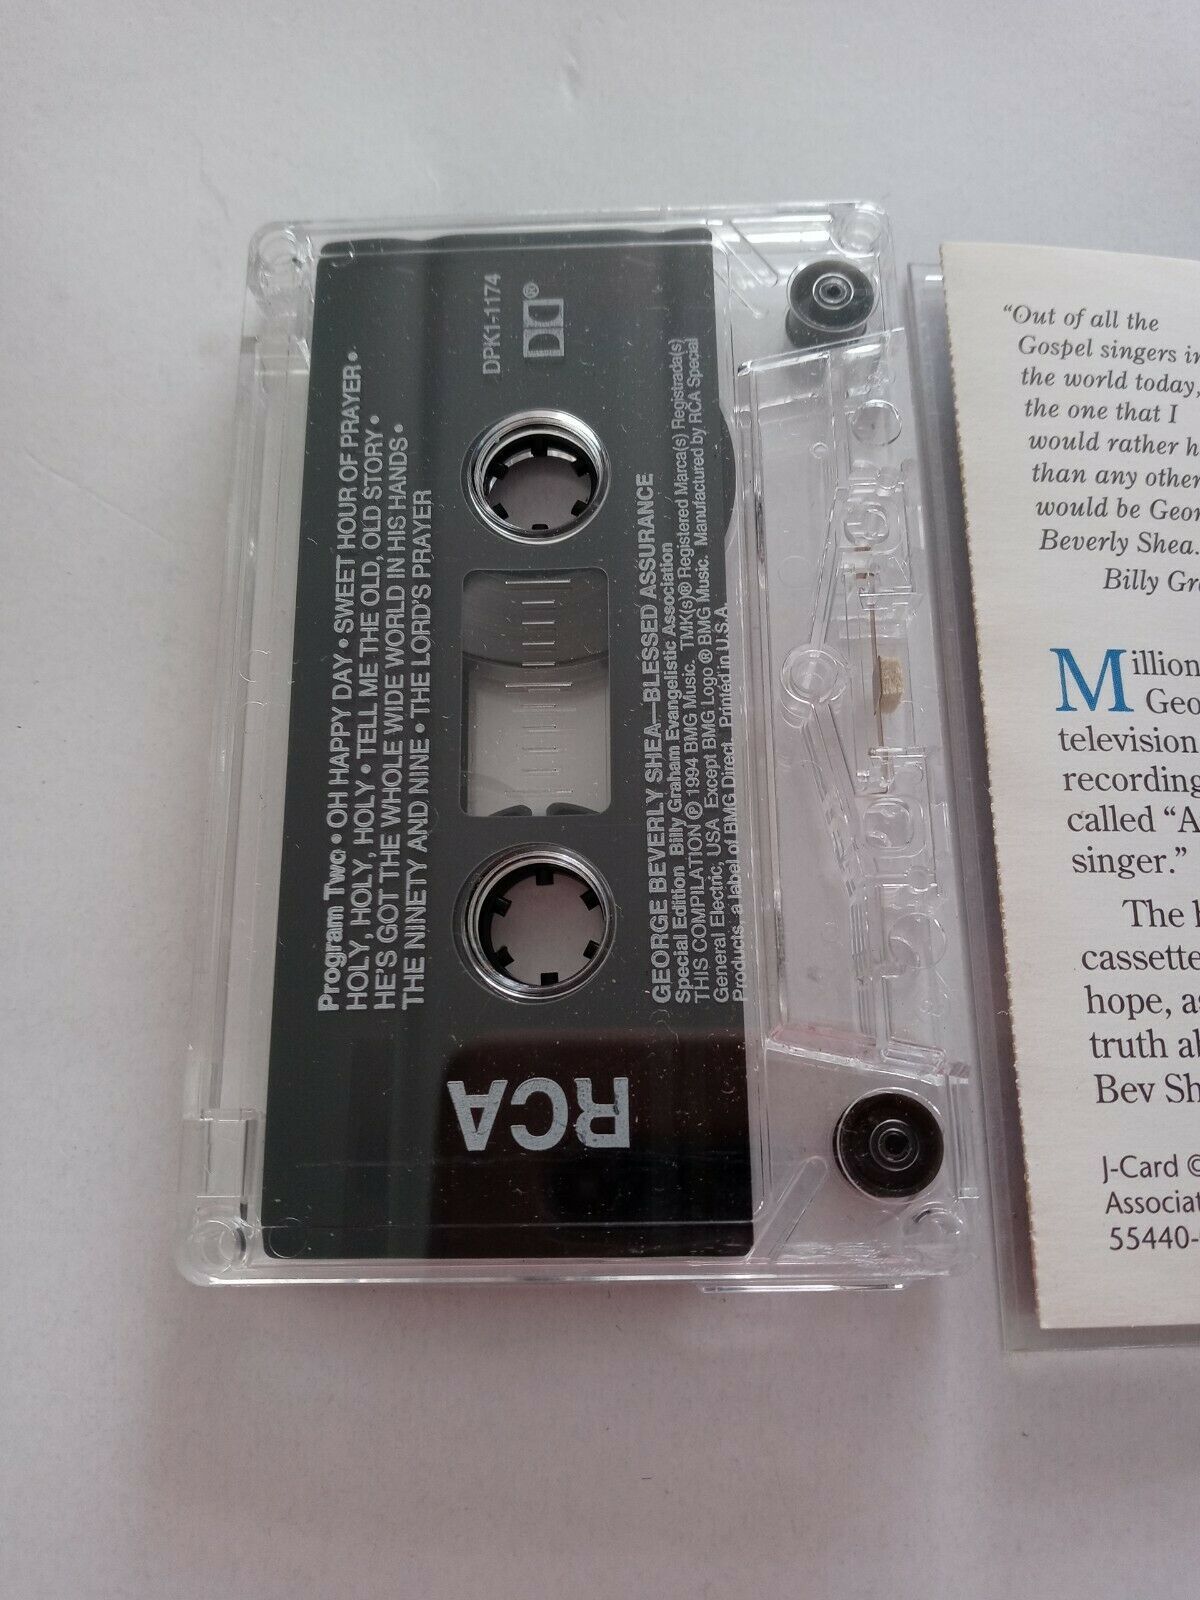 Program Two • OH HAPPY DAY • SWEET HOUR OF PRAYER •
HOLY, HOLY, HOLY • TELL ME THE OLD, OLD STORY •
HE'S GOT THE WHOLE WIDE WORLD IN HIS HANDS •
THE NINETY AND NINE • THE LORD'S PRAYER
DPK1-1174
GEORGE BEVERLY SHEA—BLESSED ASSURANCE
Special Edition Billy Graham Evangelistic Association
THIS COMPILATION ℗ 1994 BMG Music. TMK(s)® Registered Marca(s) Registrada(s)
General Electric, USA Except BMG Logo ® BMG Music. Manufactured by RCA Special
Products, a label of BMG Direct. Printed in U.S.A.
RCA
"Out of all the
Gospel singers in
the world today,
the one that I
would rather h
than any other
would be Geor
Beverly Shea.
Billy Gra
Million
Geo
television
recording
called "A
singer."
The h
cassette
hope, as
truth ab
Bev Sh
J-Card ©
Associat
55440-